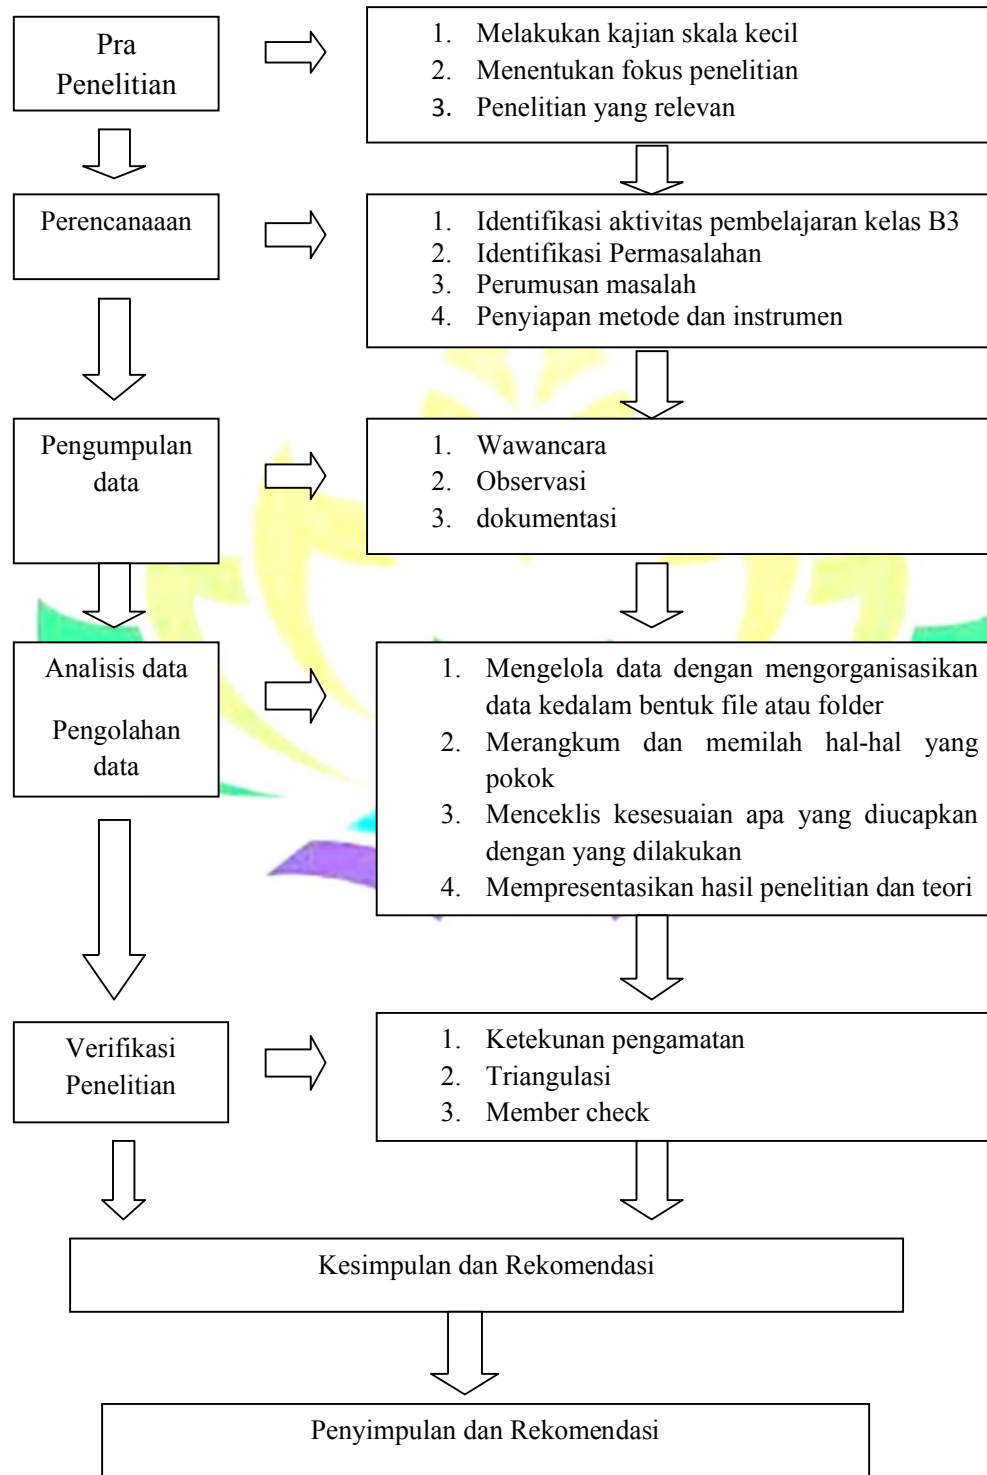 Pra
Penelitian
1. Melakukan kajian skala kecil
2. Menentukan fokus penelitian
3. Penelitian yang relevan
Perencanaaan
1. Identifikasi aktivitas pembelajaran kelas B3
2. Identifikasi Permasalahan
3. Perumusan masalah
4. Penyiapan metode dan instrumen
Pengumpulan
data
1. Wawancara
2. Observasi
3. dokumentasi
Analisis data
Pengolahan
data
1. Mengelola data dengan mengorganisasikan
data kedalam bentuk file atau folder
2. Merangkum dan memilah hal-hal yang
pokok
3. Menceklis kesesuaian apa yang diucapkan
dengan yang dilakukan
4. Mempresentasikan hasil penelitian dan teori
Verifikasi
Penelitian
1. Ketekunan pengamatan
2. Triangulasi
3. Member check
Kesimpulan dan Rekomendasi
Penyimpulan dan Rekomendasi